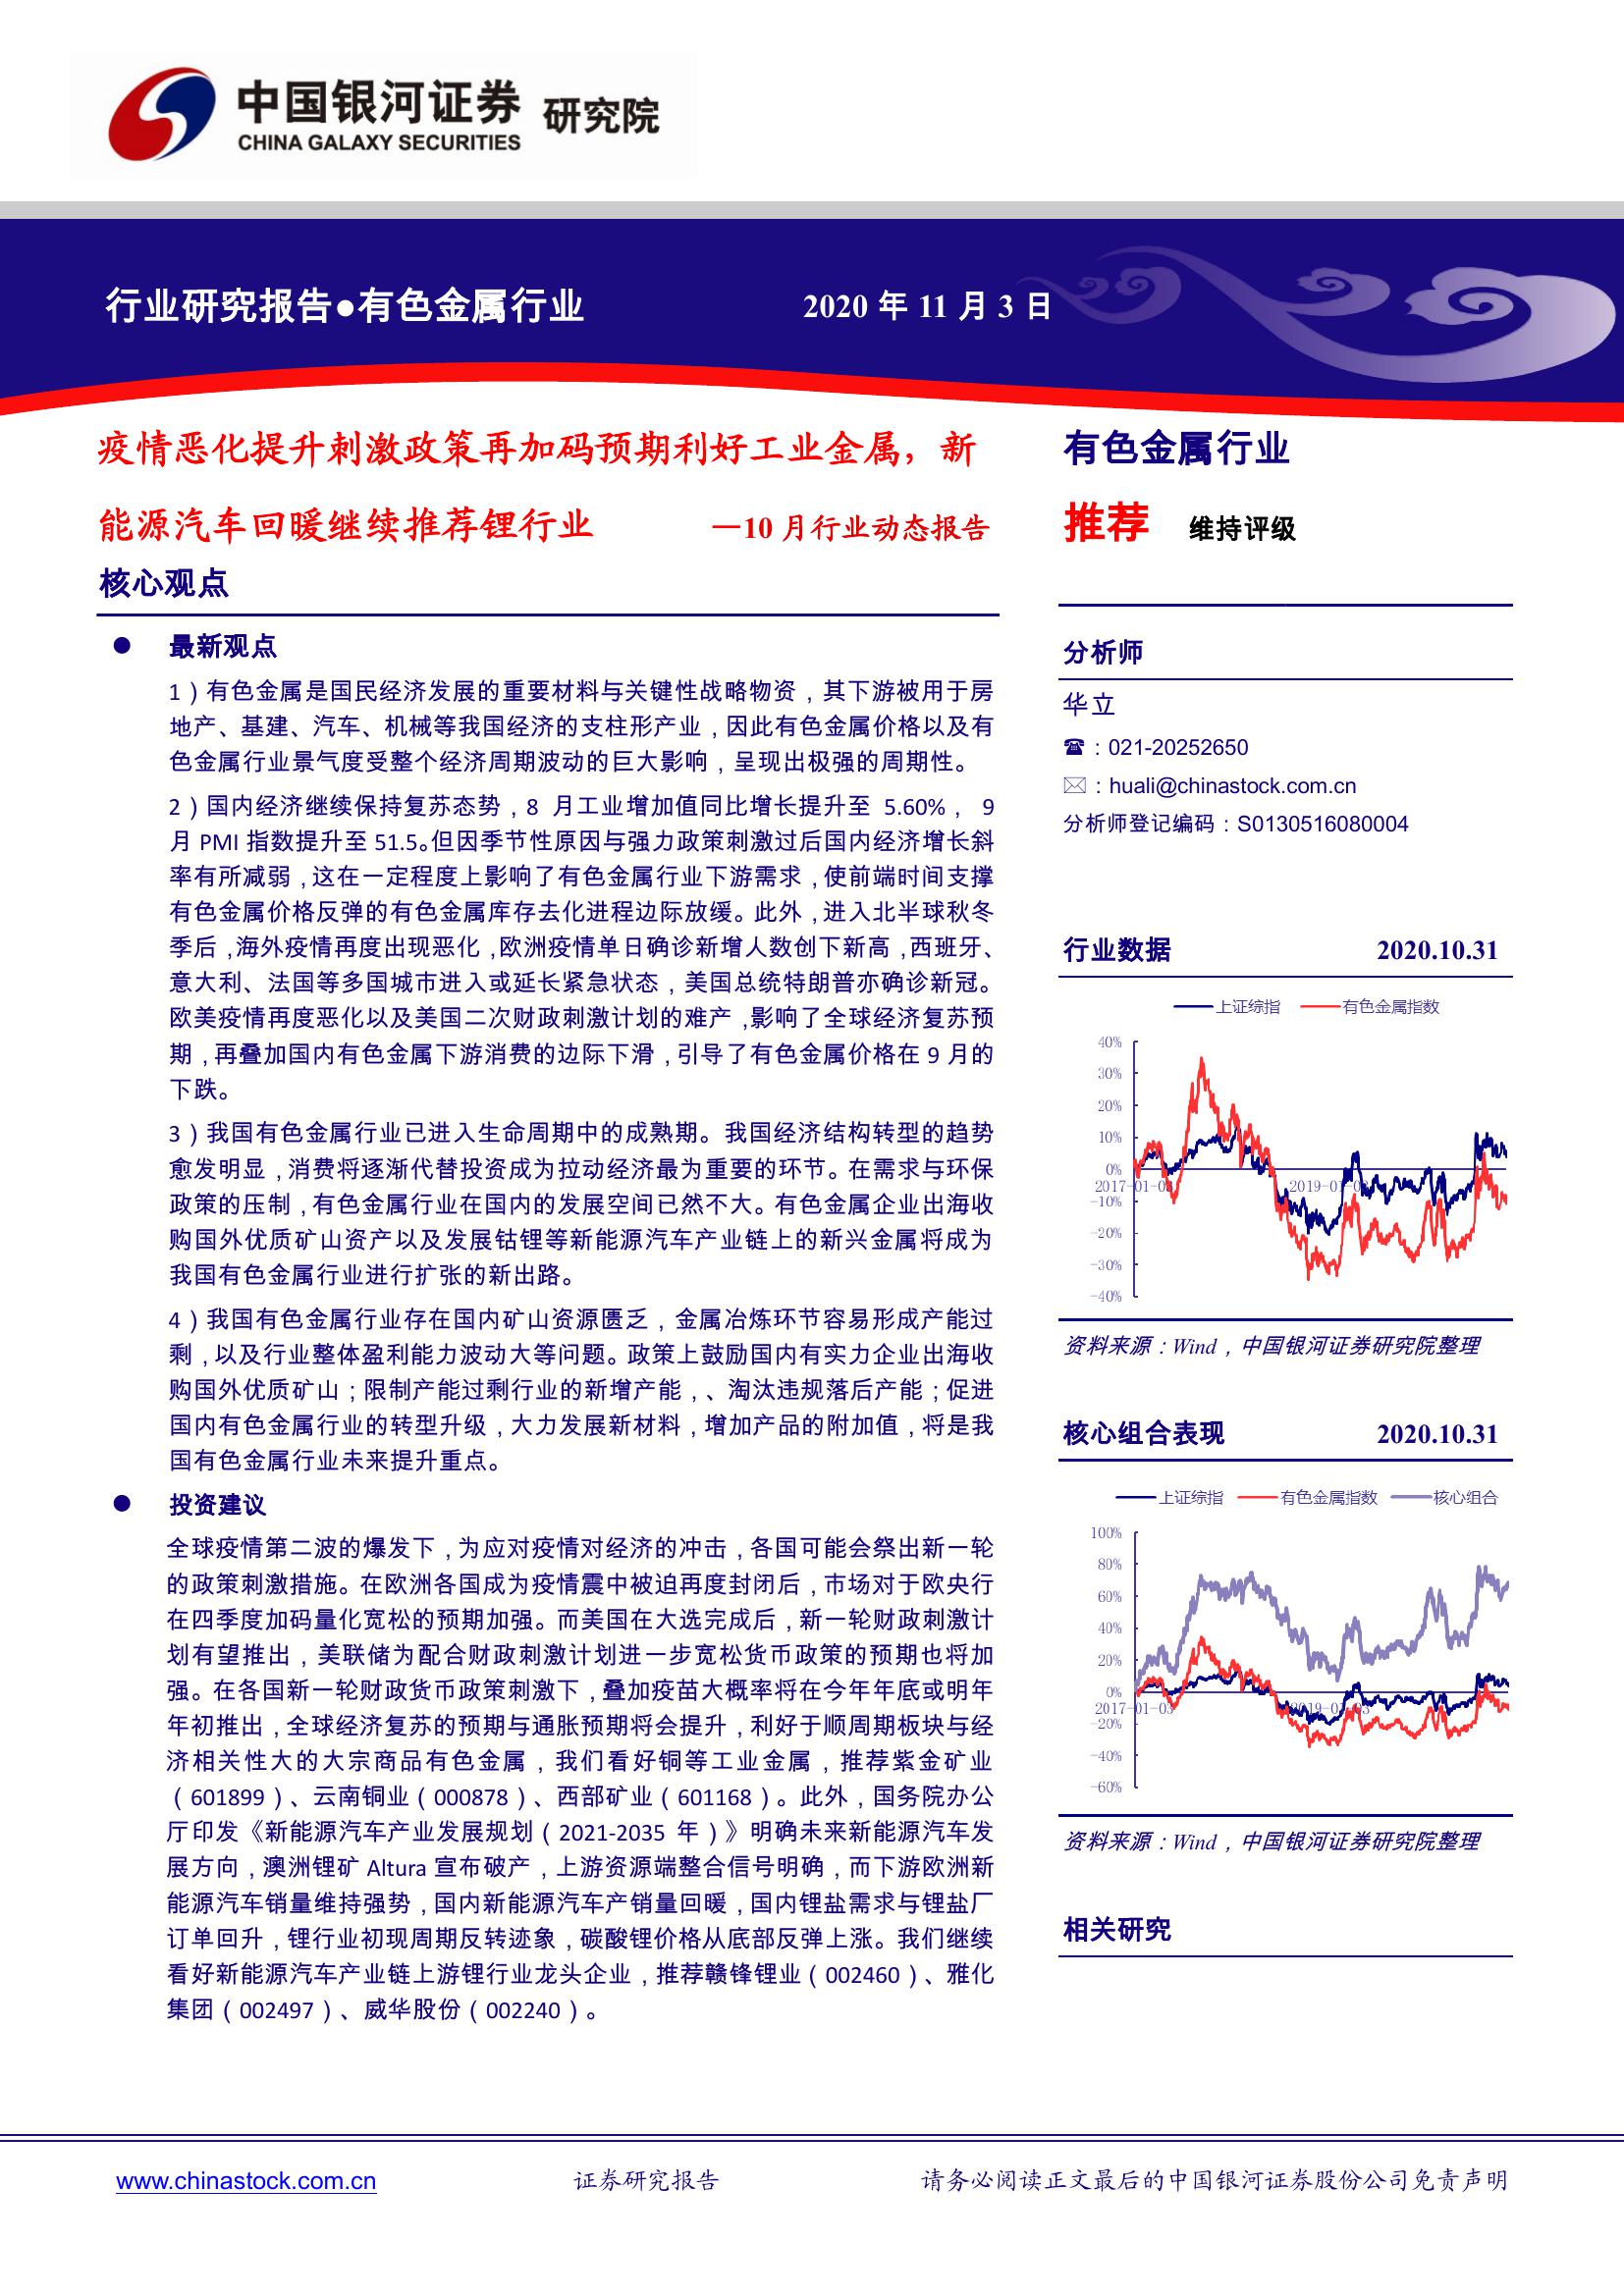 中国银河证券 研究院
CHINA GALAXY SECURITIES
行业研究报告●有色金属行业 2020 年 11 月 3 日
疫情恶化提升刺激政策再加码预期利好工业金属，新
能源汽车回暖继续推荐锂行业 —10 月行业动态报告
核心观点
● 最新观点
1）有色金属是国民经济发展的重要材料与关键性战略物资，其下游被用于房
地产、基建、汽车、机械等我国经济的支柱形产业，因此有色金属价格以及有
色金属行业景气度受整个经济周期波动的巨大影响，呈现出极强的周期性。
2）国内经济继续保持复苏态势，8 月工业增加值同比增长提升至 5.60%， 9
月 PMI 指数提升至 51.5。但因季节性原因与强力政策刺激过后国内经济增长斜
率有所减弱，这在一定程度上影响了有色金属行业下游需求，使前端时间支撑
有色金属价格反弹的有色金属库存去化进程边际放缓。此外，进入北半球秋冬
季后，海外疫情再度出现恶化，欧洲疫情单日确诊新增人数创下新高，西班牙、
意大利、法国等多国城市进入或延长紧急状态，美国总统特朗普亦确诊新冠。
欧美疫情再度恶化以及美国二次财政刺激计划的难产，影响了全球经济复苏预
期，再叠加国内有色金属下游消费的边际下滑，引导了有色金属价格在 9 月的
下跌。
3）我国有色金属行业已进入生命周期中的成熟期。我国经济结构转型的趋势
愈发明显，消费将逐渐代替投资成为拉动经济最为重要的环节。在需求与环保
政策的压制，有色金属行业在国内的发展空间已然不大。有色金属企业出海收
购国外优质矿山资产以及发展钴锂等新能源汽车产业链上的新兴金属将成为
我国有色金属行业进行扩张的新出路。
4）我国有色金属行业存在国内矿山资源匮乏，金属冶炼环节容易形成产能过
剩，以及行业整体盈利能力波动大等问题。政策上鼓励国内有实力企业出海收
购国外优质矿山；限制产能过剩行业的新增产能，、淘汰违规落后产能；促进
国内有色金属行业的转型升级，大力发展新材料，增加产品的附加值，将是我
国有色金属行业未来提升重点。
● 投资建议
全球疫情第二波的爆发下，为应对疫情对经济的冲击，各国可能会祭出新一轮
的政策刺激措施。在欧洲各国成为疫情震中被迫再度封闭后，市场对于欧央行
在四季度加码量化宽松的预期加强。而美国在大选完成后，新一轮财政刺激计
划有望推出，美联储为配合财政刺激计划进一步宽松货币政策的预期也将加
强。在各国新一轮财政货币政策刺激下，叠加疫苗大概率将在今年年底或明年
年初推出，全球经济复苏的预期与通胀预期将会提升，利好于顺周期板块与经
济相关性大的大宗商品有色金属，我们看好铜等工业金属，推荐紫金矿业
（601899）、云南铜业（000878）、西部矿业（601168）。此外，国务院办公
厅印发《新能源汽车产业发展规划（2021-2035 年）》明确未来新能源汽车发
展方向，澳洲锂矿 Altura 宣布破产，上游资源端整合信号明确，而下游欧洲新
能源汽车销量维持强势，国内新能源汽车产销量回暖，国内锂盐需求与锂盐厂
订单回升，锂行业初现周期反转迹象，碳酸锂价格从底部反弹上涨。我们继续
看好新能源汽车产业链上游锂行业龙头企业，推荐赣锋锂业（002460）、雅化
集团（002497）、威华股份（002240）。
有色金属行业
推荐 维持评级
分析师
华立
☎：021-20252650
✉：huali@chinastock.com.cn
分析师登记编码：S0130516080004
行业数据 2020.10.31
上证综指 有色金属指数
40%
30%
20%
10%
0%
2017-01-03 2019-01-03
-10%
-20%
-30%
-40%
资料来源：Wind，中国银河证券研究院整理
核心组合表现 2020.10.31
上证综指 有色金属指数 核心组合
100%
80%
60%
40%
20%
0%
2017-01-03 2019-01-03
-20%
-40%
-60%
资料来源：Wind，中国银河证券研究院整理
相关研究
www.chinastock.com.cn 证券研究报告 请务必阅读正文最后的中国银河证券股份公司免责声明